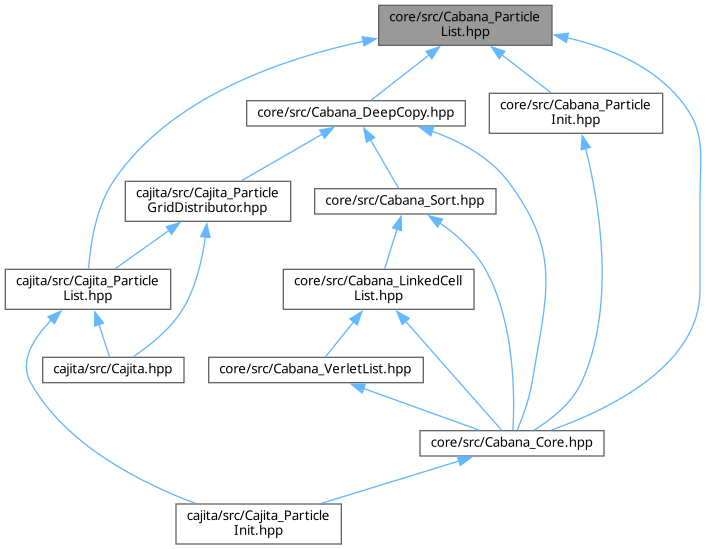 core/src/Cabana_Particle
List.hpp
core/src/Cabana_DeepCopy.hpp
core/src/Cabana_Particle
Init.hpp
cajita/src/Cajita_Particle
GridDistributor.hpp
core/src/Cabana_Sort.hpp
cajita/src/Cajita_Particle
List.hpp
core/src/Cabana_LinkedCell
List.hpp
cajita/src/Cajita.hpp
core/src/Cabana_VerletList.hpp
core/src/Cabana_Core.hpp
cajita/src/Cajita_Particle
Init.hpp